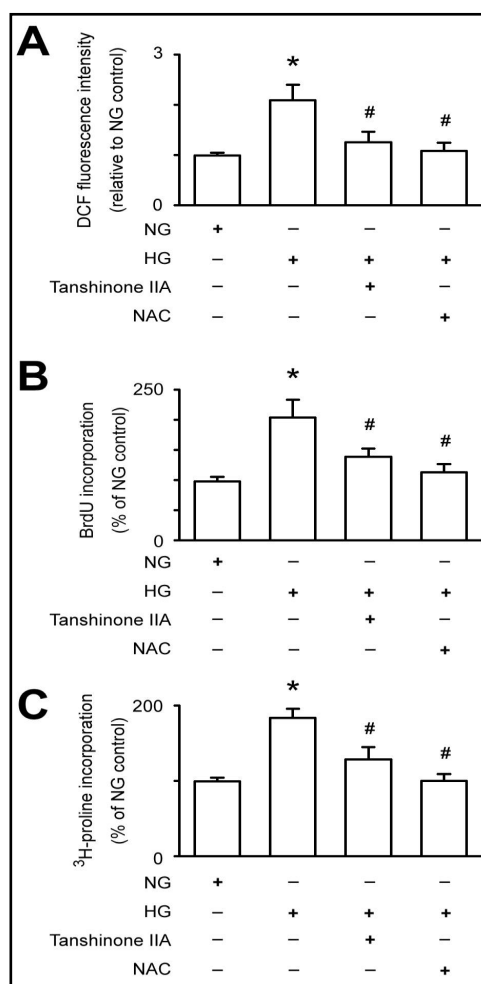 A
DCF fluorescence intensity
(relative to NG control)
3
0
*
#
#
NG + – – –
HG – + + +
Tanshinone IIA – – + –
NAC – – – +
B
BrdU incorporation
(% of NG control)
250
0
*
#
#
NG + – – –
HG – + + +
Tanshinone IIA – – + –
NAC – – – +
C
³H-proline incorporation
(% of NG control)
200
0
*
#
#
NG + – – –
HG – + + +
Tanshinone IIA – – + –
NAC – – – +